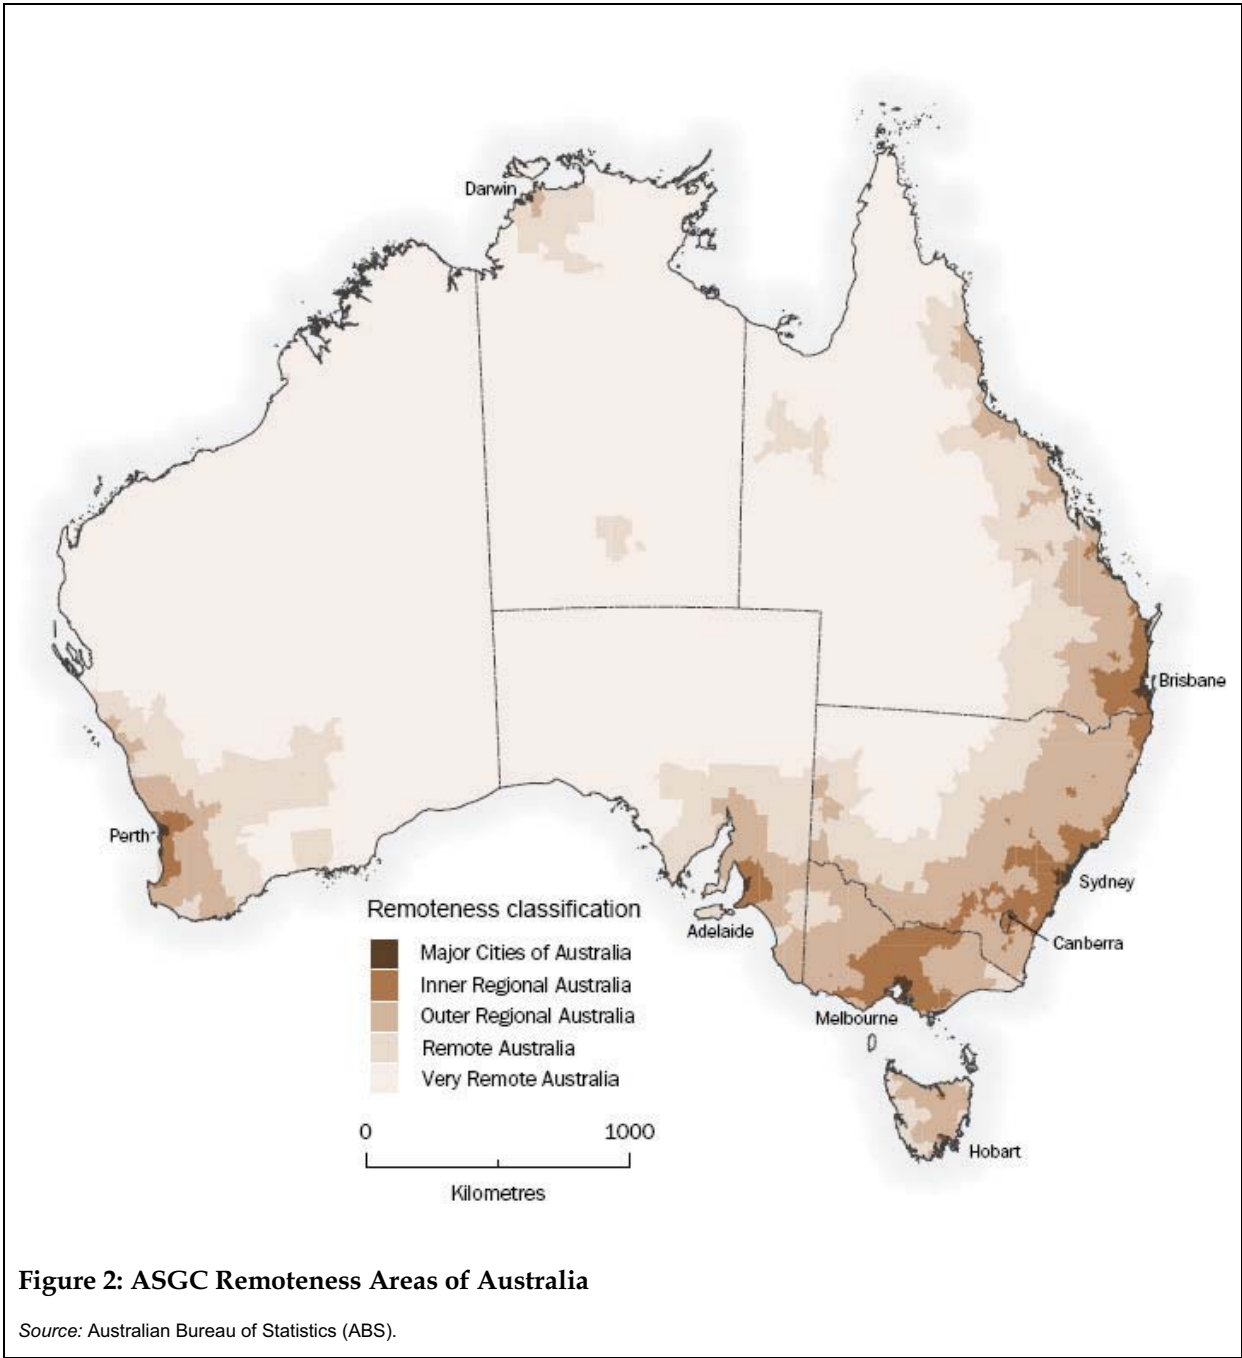 Darwin
Brisbane
Perth
Sydney
Adelaide
Canberra
Melbourne
Hobart
Remoteness classification
Major Cities of Australia
Inner Regional Australia
Outer Regional Australia
Remote Australia
Very Remote Australia
0 1000
Kilometres
Figure 2: ASGC Remoteness Areas of Australia
Source: Australian Bureau of Statistics (ABS).